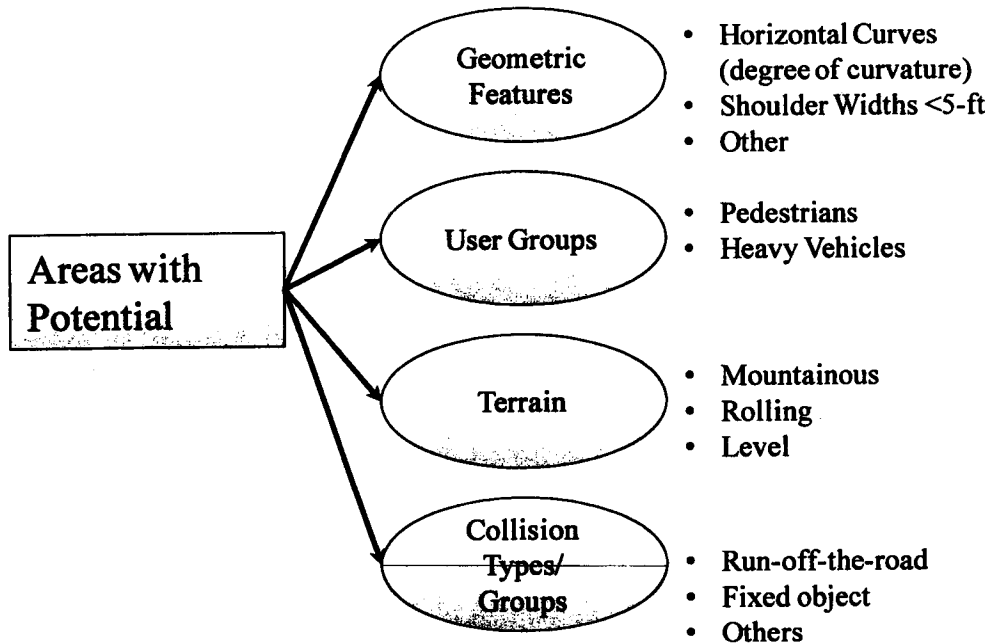 Areas with
Potential
Geometric
Features
• Horizontal Curves
(degree of curvature)
• Shoulder Widths <5-ft
• Other
User Groups
• Pedestrians
• Heavy Vehicles
Terrain
• Mountainous
• Rolling
• Level
Collision
Types/
Groups
• Run-off-the-road
• Fixed object
• Others